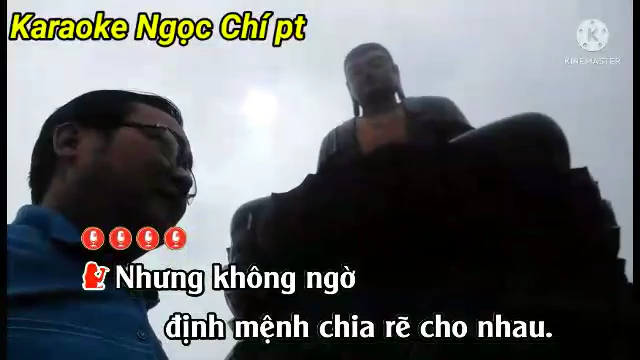 Karaoke Ngọc Chí pt
KINEMASTER
Nhưng không ngờ
định mệnh chia rẽ cho nhau.